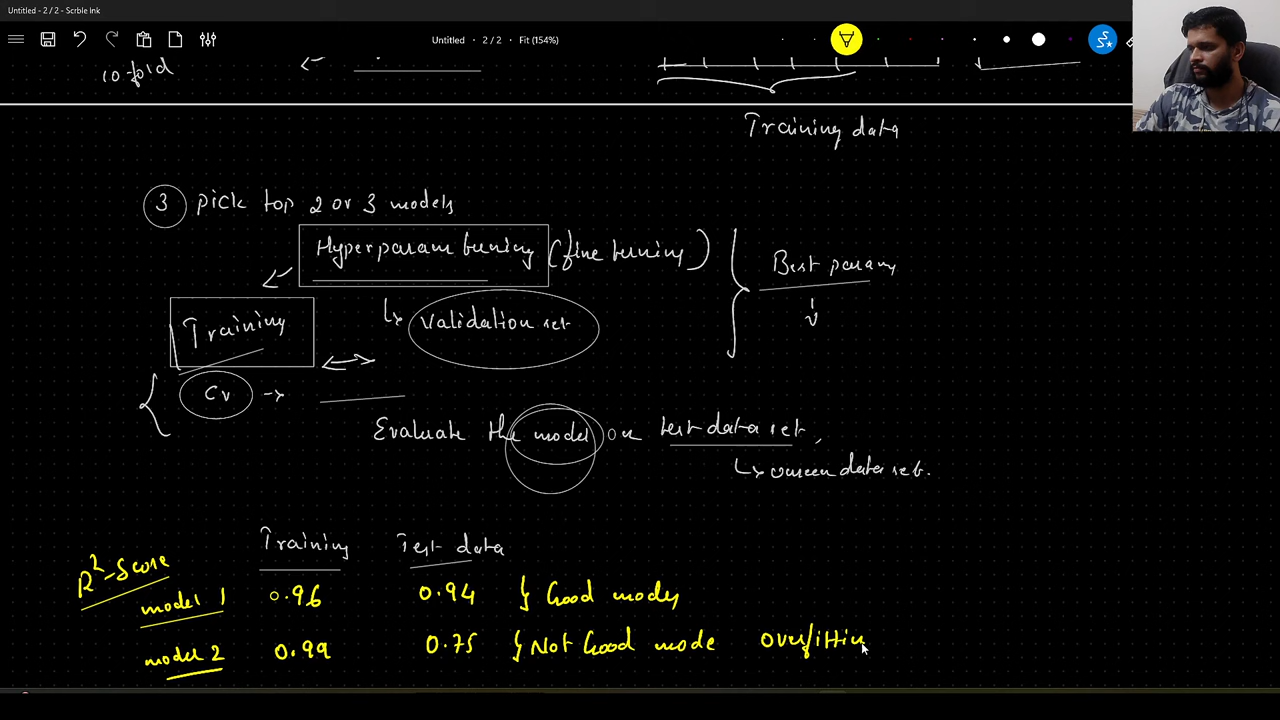 Untitled - 2 / 2 - Scrble Ink
Untitled • 2 / 2 • Fit (154%)
10-fold
Training data
3 pick top 2 or 3 models
Hyperparam tuning (fine tuning)
Best params
Training
Validation set
CV →
Evaluate the model on test data set,
↳ unseen data set.
Training Test data
R²-Score
model 1 0.96 0.94 } Good model
model 2 0.99 0.75 } Not Good mode overfittin